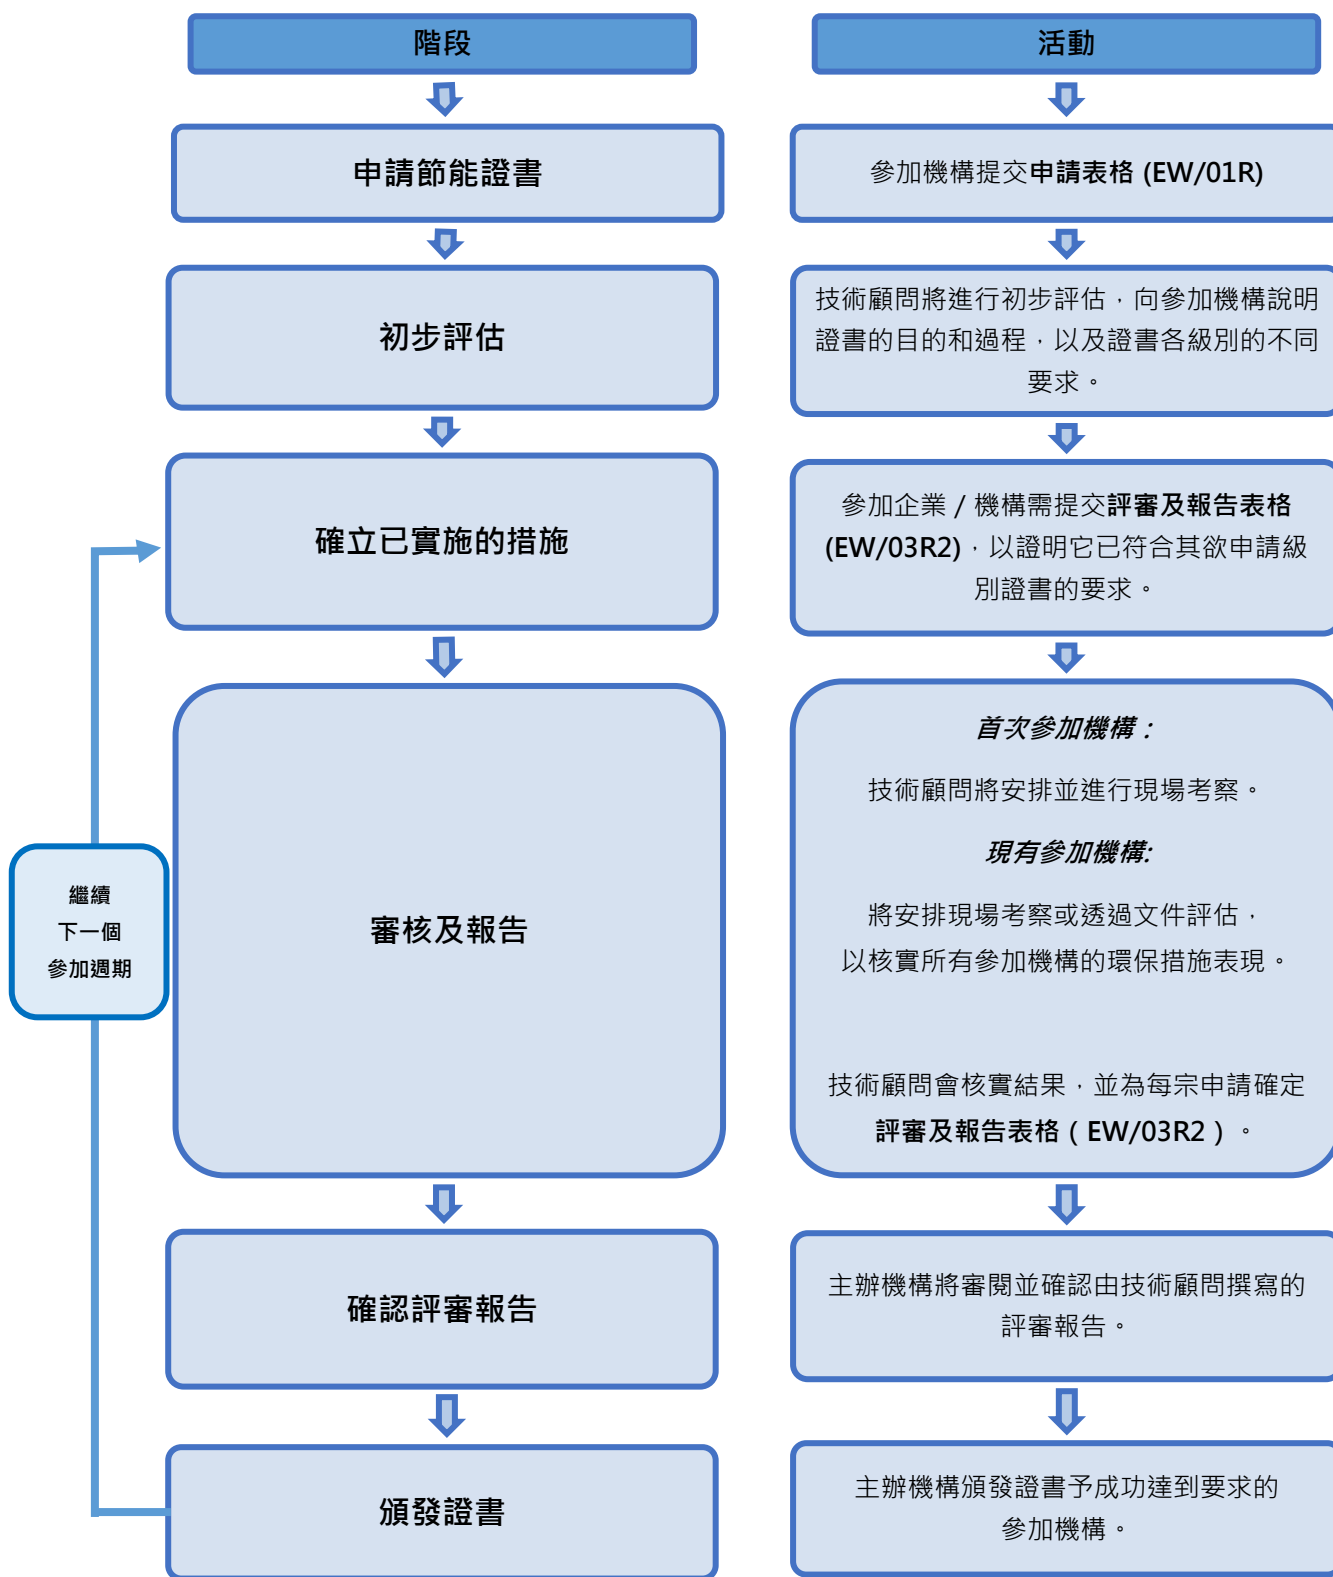 階段
活動
申請節能證書
參加機構提交申請表格 (EW/01R)
初步評估
技術顧問將進行初步評估，向參加機構說明
證書的目的和過程，以及證書各級別的不同
要求。
確立已實施的措施
參加企業 / 機構需提交評審及報告表格
(EW/03R2)，以證明它已符合其欲申請級
別證書的要求。
審核及報告
首次參加機構：
技術顧問將安排並進行現場考察。
現有參加機構:
將安排現場考察或透過文件評估，
以核實所有參加機構的環保措施表現。
技術顧問會核實結果，並為每宗申請確定
評審及報告表格（EW/03R2）。
繼續
下一個
參加週期
確認評審報告
主辦機構將審閱並確認由技術顧問撰寫的
評審報告。
頒發證書
主辦機構頒發證書予成功達到要求的
參加機構。